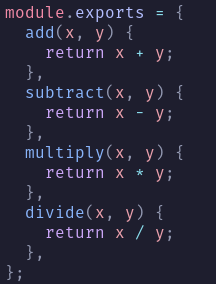 module.exports = {
  add(x, y) {
    return x + y;
  },
  subtract(x, y) {
    return x - y;
  },
  multiply(x, y) {
    return x * y;
  },
  divide(x, y) {
    return x / y;
  },
};